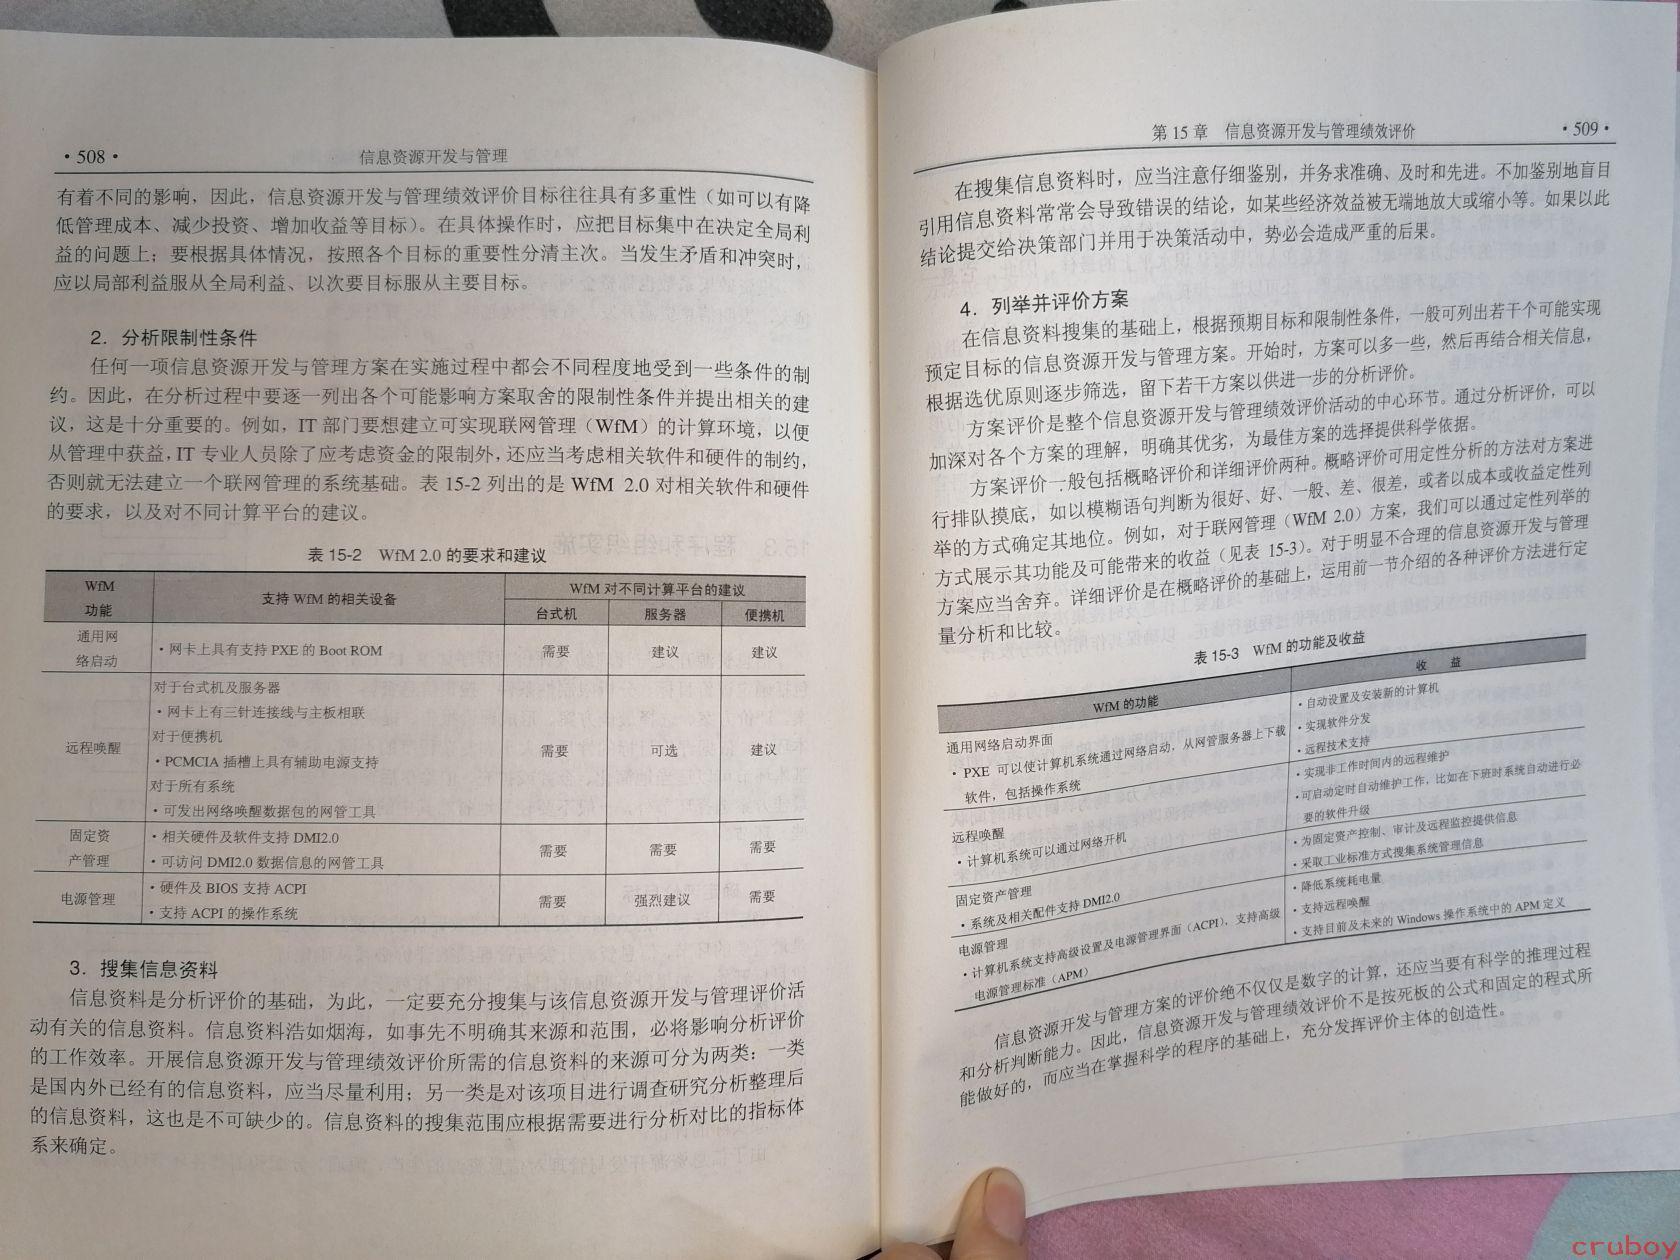 ·508·
信息资源开发与管理
有着不同的影响，因此，信息资源开发与管理绩效评价目标往往具有多重性（如可以有降
低管理成本、减少投资、增加收益等目标）。在具体操作时，应把目标集中在决定全局利
益的问题上；要根据具体情况，按照各个目标的重要性分清主次。当发生矛盾和冲突时，
应以局部利益服从全局利益、以次要目标服从主要目标。
2．分析限制性条件
任何一项信息资源开发与管理方案在实施过程中都会不同程度地受到一些条件的制
约。因此，在分析过程中要逐一列出各个可能影响方案取舍的限制性条件并提出相关的建
议，这是十分重要的。例如，IT 部门要想建立可实现联网管理（WfM）的计算环境，以便
从管理中获益，IT 专业人员除了应考虑资金的限制外，还应当考虑相关软件和硬件的制约，
否则就无法建立一个联网管理的系统基础。表 15-2 列出的是 WfM 2.0 对相关软件和硬件
的要求，以及对不同计算平台的建议。
表 15-2 WfM 2.0 的要求和建议
WfM
功能
支持 WfM 的相关设备
WfM 对不同计算平台的建议
台式机 服务器 便携机
通用网
络启动
·网卡上具有支持 PXE 的 Boot ROM
需要 建议 建议
远程唤醒
对于台式机及服务器
·网卡上有三针连接线与主板相联
对于便携机
·PCMCIA 插槽上具有辅助电源支持
对于所有系统
·可发出网络唤醒数据包的网管工具
需要 可选 建议
固定资
产管理
·相关硬件及软件支持 DMI2.0
·可访问 DMI2.0 数据信息的网管工具
需要 需要 需要
电源管理
·硬件及 BIOS 支持 ACPI
·支持 ACPI 的操作系统
需要 强烈建议 需要
3．搜集信息资料
信息资料是分析评价的基础，为此，一定要充分搜集与该信息资源开发与管理评价活
动有关的信息资料。信息资料浩如烟海，如事先不明确其来源和范围，必将影响分析评价
的工作效率。开展信息资源开发与管理绩效评价所需的信息资料的来源可分为两类：一类
是国内外已经有的信息资料，应当尽量利用；另一类是对该项目进行调查研究分析整理后
的信息资料，这也是不可缺少的。信息资料的搜集范围应根据需要进行分析对比的指标体
系来确定。
第 15 章 信息资源开发与管理绩效评价
·509·
在搜集信息资料时，应当注意仔细鉴别，并务求准确、及时和先进。不加鉴别地盲目
引用信息资料常常会导致错误的结论，如某些经济效益被无端地放大或缩小等。如果以此
结论提交给决策部门并用于决策活动中，势必会造成严重的后果。
4．列举并评价方案
在信息资料搜集的基础上，根据预期目标和限制性条件，一般可列出若干个可能实现
预定目标的信息资源开发与管理方案。开始时，方案可以多一些，然后再结合相关信息，
根据选优原则逐步筛选，留下若干方案以供进一步的分析评价。
方案评价是整个信息资源开发与管理绩效评价活动的中心环节。通过分析评价，可以
加深对各个方案的理解，明确其优劣，为最佳方案的选择提供科学依据。
方案评价一般包括概略评价和详细评价两种。概略评价可用定性分析的方法对方案进
行排队摸底，如以模糊语句判断为很好、好、一般、差、很差，或者以成本或收益定性列
举的方式确定其地位。例如，对于联网管理（WfM 2.0）方案，我们可以通过定性列举的
方式展示其功能及可能带来的收益（见表 15-3）。对于明显不合理的信息资源开发与管理
方案应当舍弃。详细评价是在概略评价的基础上，运用前一节介绍的各种评价方法进行定
量分析和比较。
表 15-3 WfM 的功能及收益
WfM 的功能
收 益
通用网络启动界面
·PXE 可以使计算机系统通过网络启动，从网管服务器上下载
软件，包括操作系统
·自动设置及安装新的计算机
·实现软件分发
·远程技术支持
远程唤醒
·计算机系统可以通过网络开机
·实现非工作时间内的远程维护
·可启动定时自动维护工作，比如在下班时系统自动进行必
要的软件升级
固定资产管理
·系统及相关配件支持 DMI2.0
·为固定资产控制、审计及远程监控提供信息
·采取工业标准方式搜集系统管理信息
电源管理
·计算机系统支持高级设置及电源管理界面（ACPI），支持高级
电源管理标准（APM）
·降低系统耗电量
·支持远程唤醒
·支持目前及未来的 Windows 操作系统中的 APM 定义
信息资源开发与管理方案的评价绝不仅仅是数字的计算，还应当要有科学的推理过程
和分析判断能力。因此，信息资源开发与管理绩效评价不是按死板的公式和固定的程式所
能做好的，而应当在掌握科学的程序的基础上，充分发挥评价主体的创造性。
cruboy